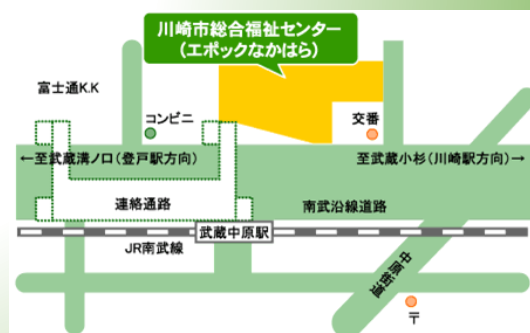 川崎市総合福祉センター
(エポックなかはら)
富士通K.K
コンビニ
交番
←至武蔵溝ノ口(登戸駅方向)
至武蔵小杉(川崎駅方向)→
連絡通路
南武沿線道路
武蔵中原駅
JR南武線
中原街道
〒